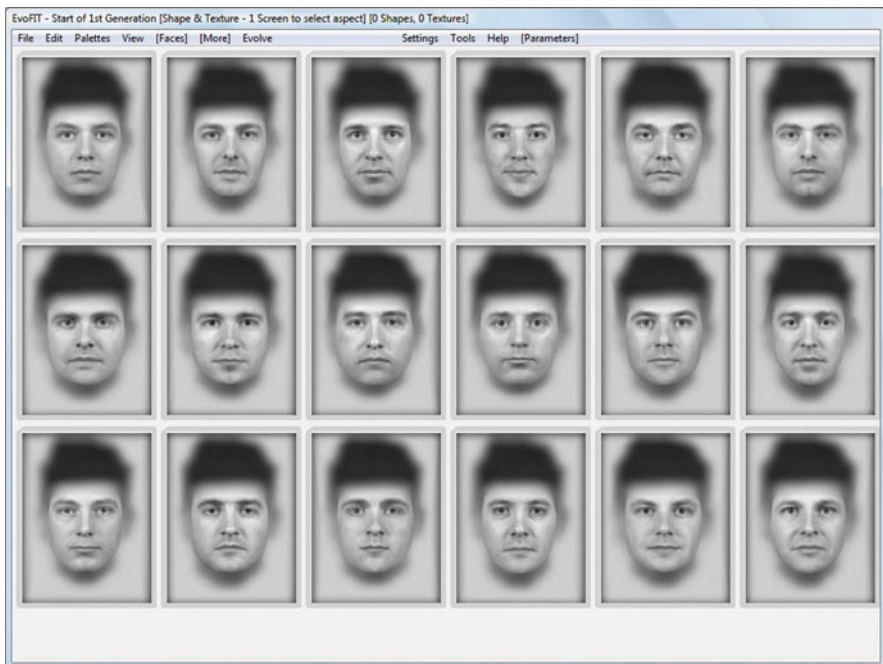 EvoFIT - Start of 1st Generation [Shape & Texture - 1 Screen to select aspect] [0 Shapes, 0 Textures]
File Edit Palettes View [Faces] [More] Evolve Settings Tools Help [Parameters]